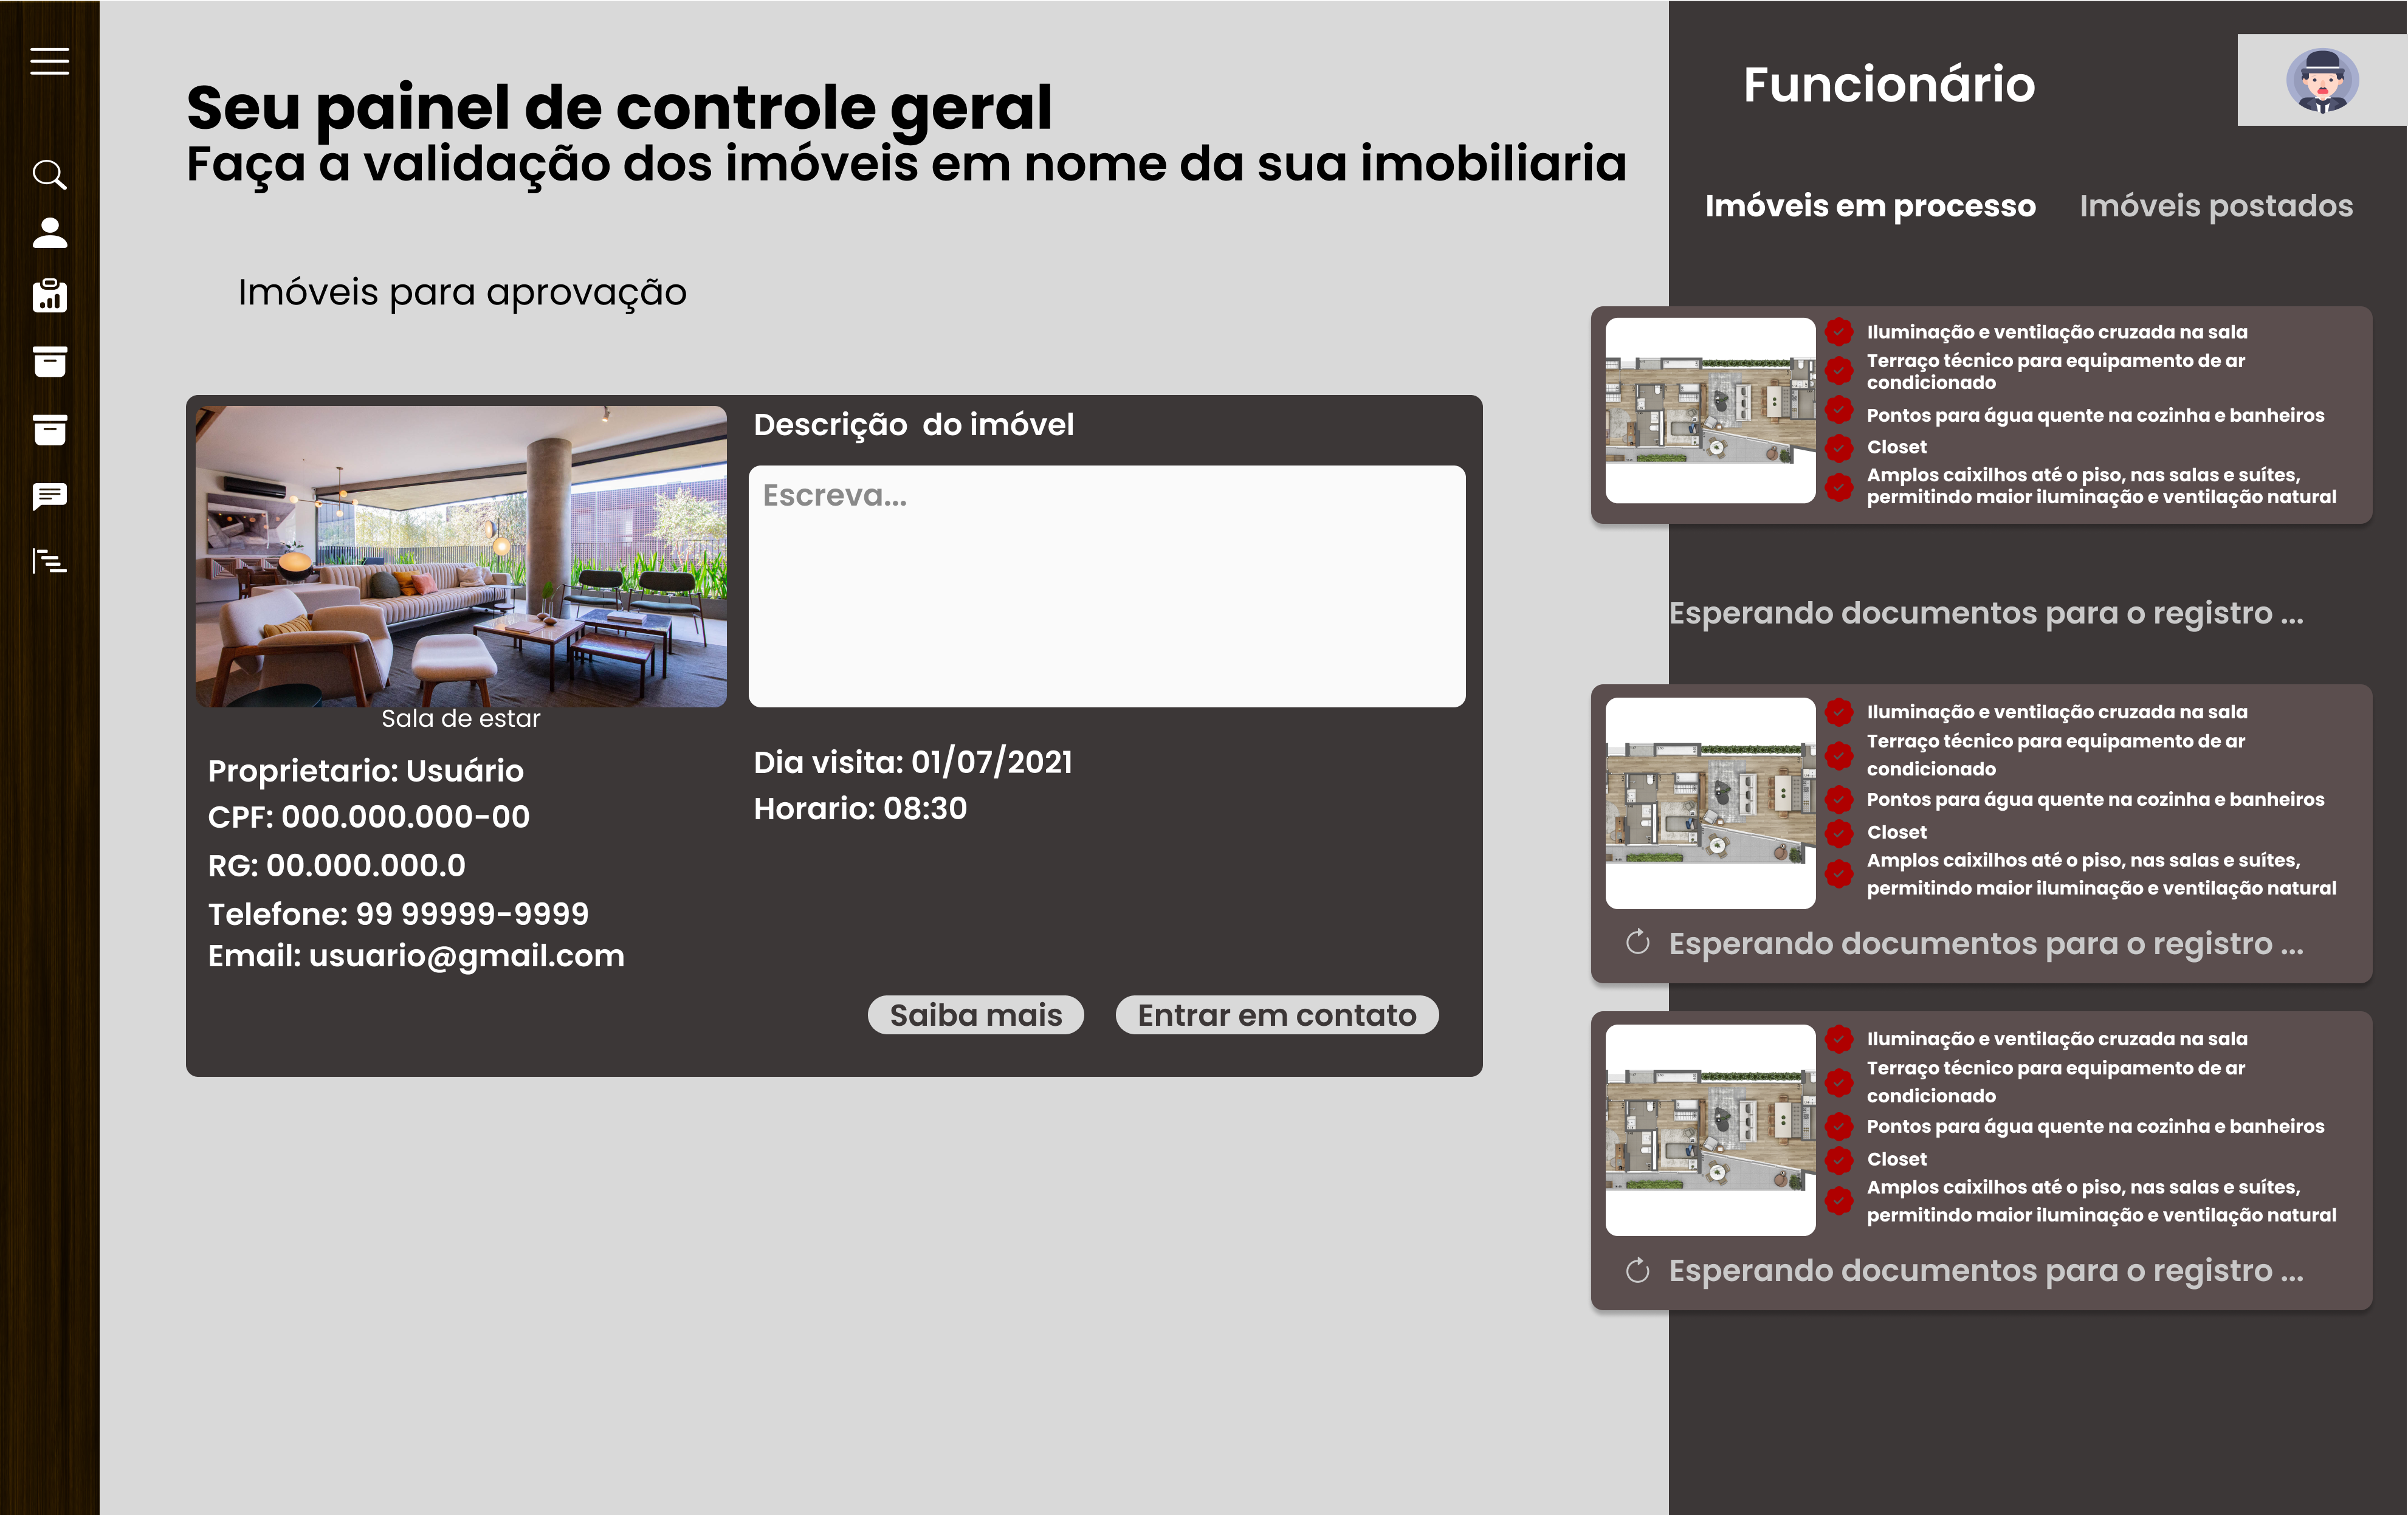 Seu painel de controle geral
Faça a validação dos imóveis em nome da sua imobiliaria
Imóveis para aprovação
Descrição  do imóvel
Escreva...
Sala de estar
Proprietario: Usuário
CPF: 000.000.000-00
RG: 00.000.000.0
Telefone: 99 99999-9999
Email: usuario@gmail.com
Dia visita: 01/07/2021
Horario: 08:30
Saiba mais
Entrar em contato
Funcionário
Imóveis em processo
Imóveis postados
Iluminação e ventilação cruzada na sala
Terraço técnico para equipamento de ar
condicionado
Pontos para água quente na cozinha e banheiros
Closet
Amplos caixilhos até o piso, nas salas e suítes,
permitindo maior iluminação e ventilação natural
Esperando documentos para o registro ...
Iluminação e ventilação cruzada na sala
Terraço técnico para equipamento de ar
condicionado
Pontos para água quente na cozinha e banheiros
Closet
Amplos caixilhos até o piso, nas salas e suítes,
permitindo maior iluminação e ventilação natural
Esperando documentos para o registro ...
Iluminação e ventilação cruzada na sala
Terraço técnico para equipamento de ar
condicionado
Pontos para água quente na cozinha e banheiros
Closet
Amplos caixilhos até o piso, nas salas e suítes,
permitindo maior iluminação e ventilação natural
Esperando documentos para o registro ...